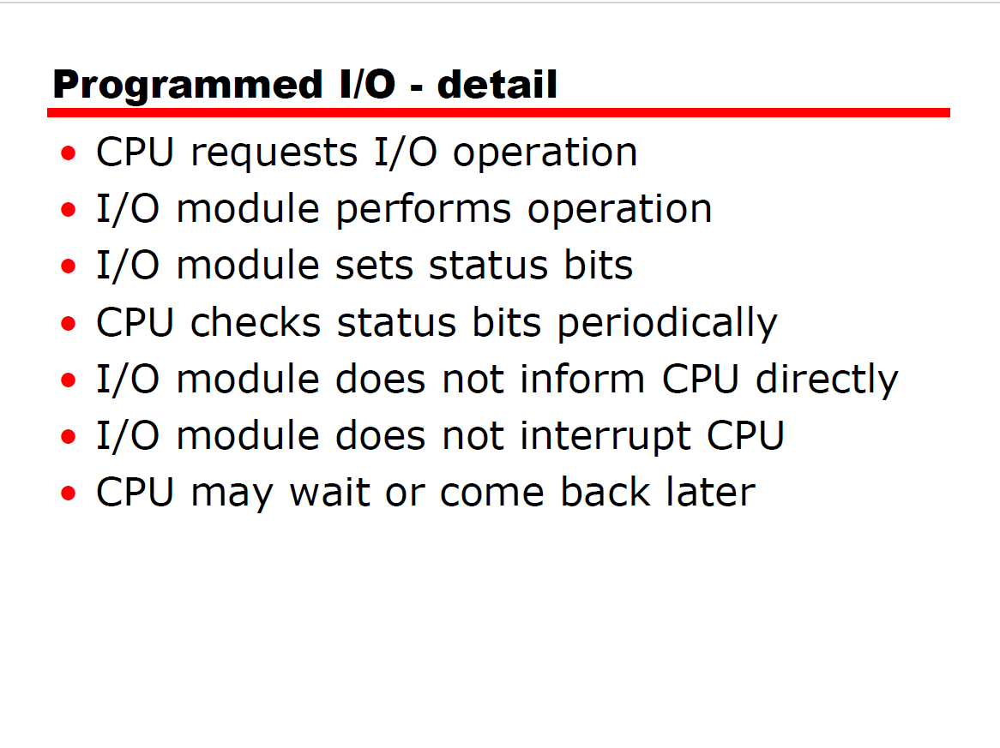 Programmed I/O - detail
• CPU requests I/O operation
• I/O module performs operation
• I/O module sets status bits
• CPU checks status bits periodically
• I/O module does not inform CPU directly
• I/O module does not interrupt CPU
• CPU may wait or come back later